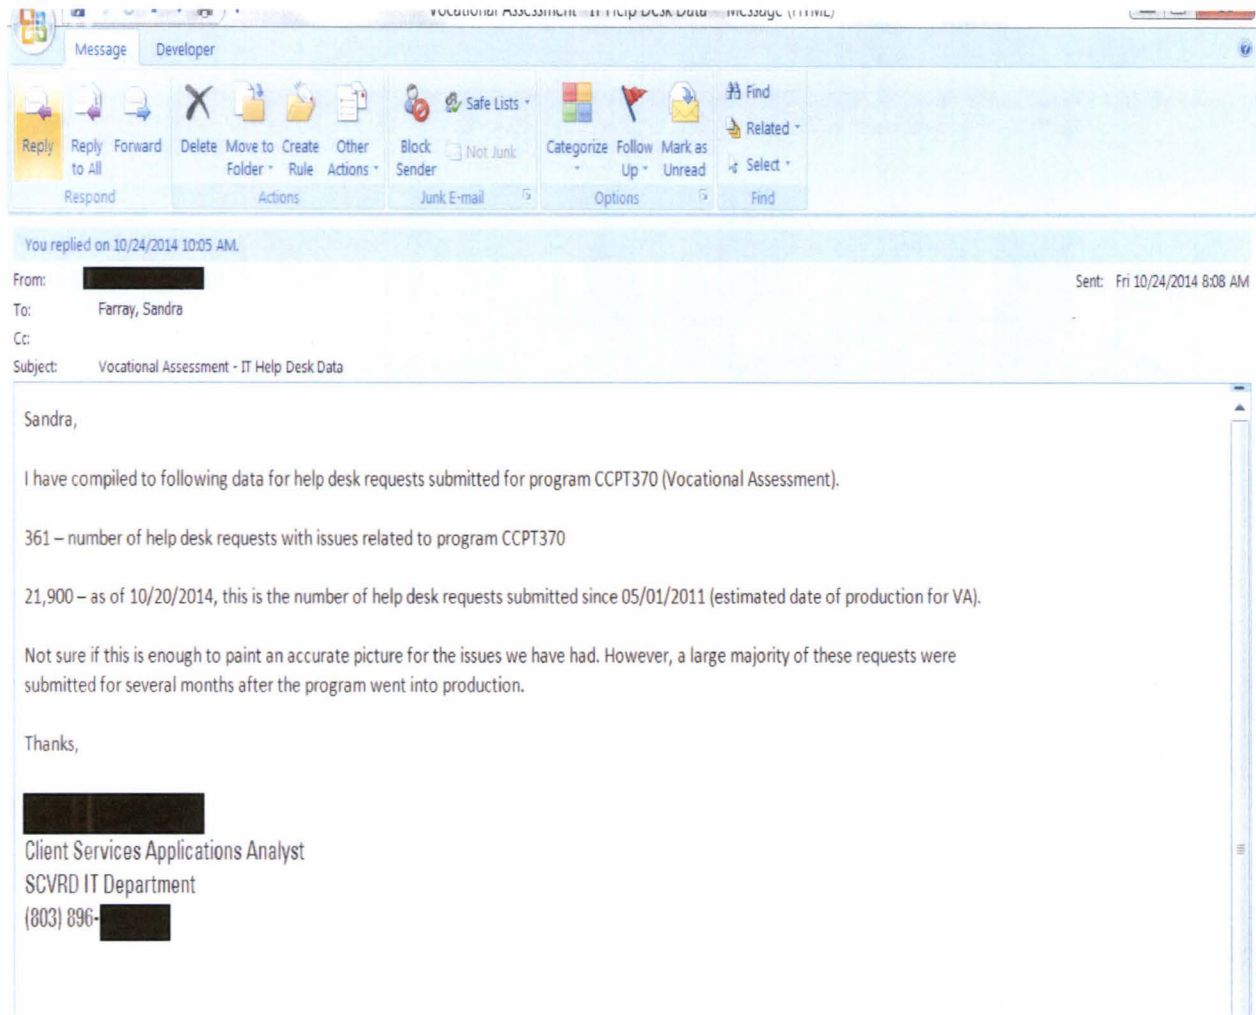 Vocational Assessment - IT Help Desk Data - Message (HTML)
Message Developer
Reply
Reply to All
Forward
Respond
Delete
Move to Folder
Create Rule
Other Actions
Actions
Block Sender
Safe Lists
Not Junk
Junk E-mail
Categorize
Follow Up
Mark as Unread
Options
Find
Related
Select
Find
You replied on 10/24/2014 10:05 AM.
From:
Sent: Fri 10/24/2014 8:08 AM
To: Farray, Sandra
Cc:
Subject: Vocational Assessment - IT Help Desk Data
Sandra,
I have compiled to following data for help desk requests submitted for program CCPT370 (Vocational Assessment).
361 – number of help desk requests with issues related to program CCPT370
21,900 – as of 10/20/2014, this is the number of help desk requests submitted since 05/01/2011 (estimated date of production for VA).
Not sure if this is enough to paint an accurate picture for the issues we have had. However, a large majority of these requests were
submitted for several months after the program went into production.
Thanks,
Client Services Applications Analyst
SCVRD IT Department
(803) 896-